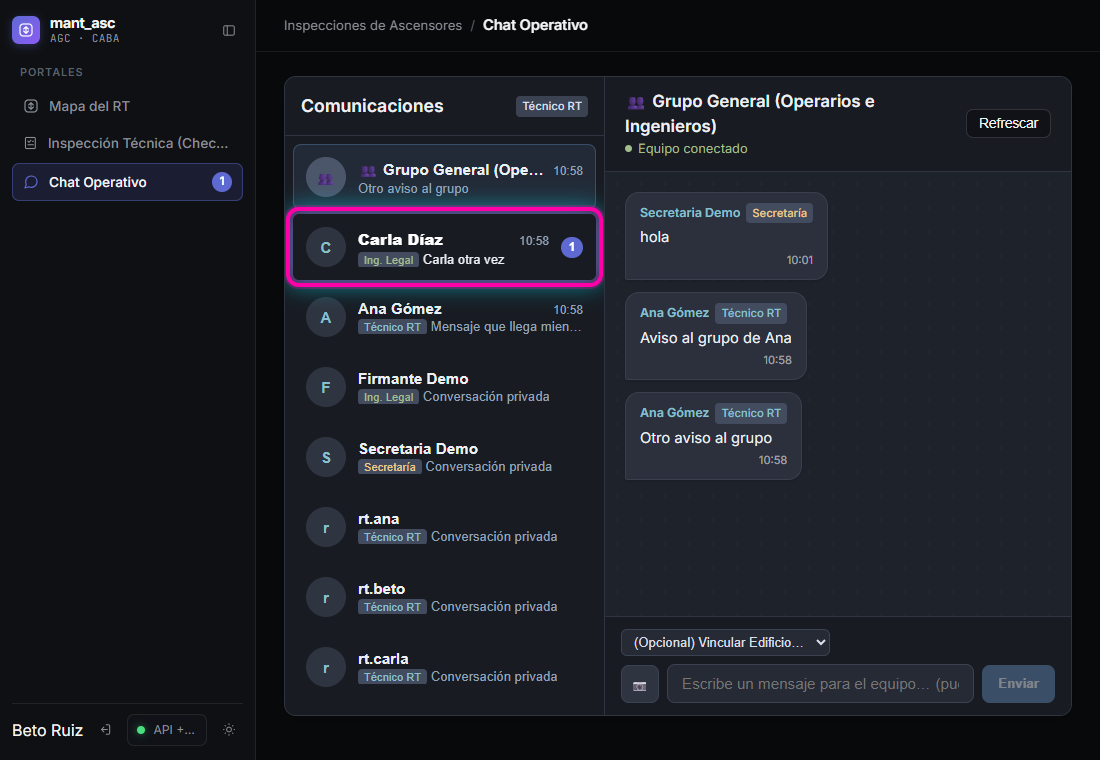 mant_asc
AGC · CABA
PORTALES
Mapa del RT
Inspección Técnica (Chec...
Chat Operativo
1
Beto Ruiz
API +...
Inspecciones de Ascensores / Chat Operativo
Comunicaciones
Técnico RT
Grupo General (Ope...
10:58
Otro aviso al grupo
C
Carla Díaz
10:58
Ing. Legal Carla otra vez
1
A
Ana Gómez
10:58
Técnico RT Mensaje que llega mien...
F
Firmante Demo
Ing. Legal Conversación privada
S
Secretaria Demo
Secretaría Conversación privada
r
rt.ana
Técnico RT Conversación privada
r
rt.beto
Técnico RT Conversación privada
r
rt.carla
Técnico RT Conversación privada
Grupo General (Operarios e
Ingenieros)
Equipo conectado
Refrescar
Secretaria Demo Secretaría
hola
10:01
Ana Gómez Técnico RT
Aviso al grupo de Ana
10:58
Ana Gómez Técnico RT
Otro aviso al grupo
10:58
(Opcional) Vincular Edificio...
Escribe un mensaje para el equipo... (pu
Enviar